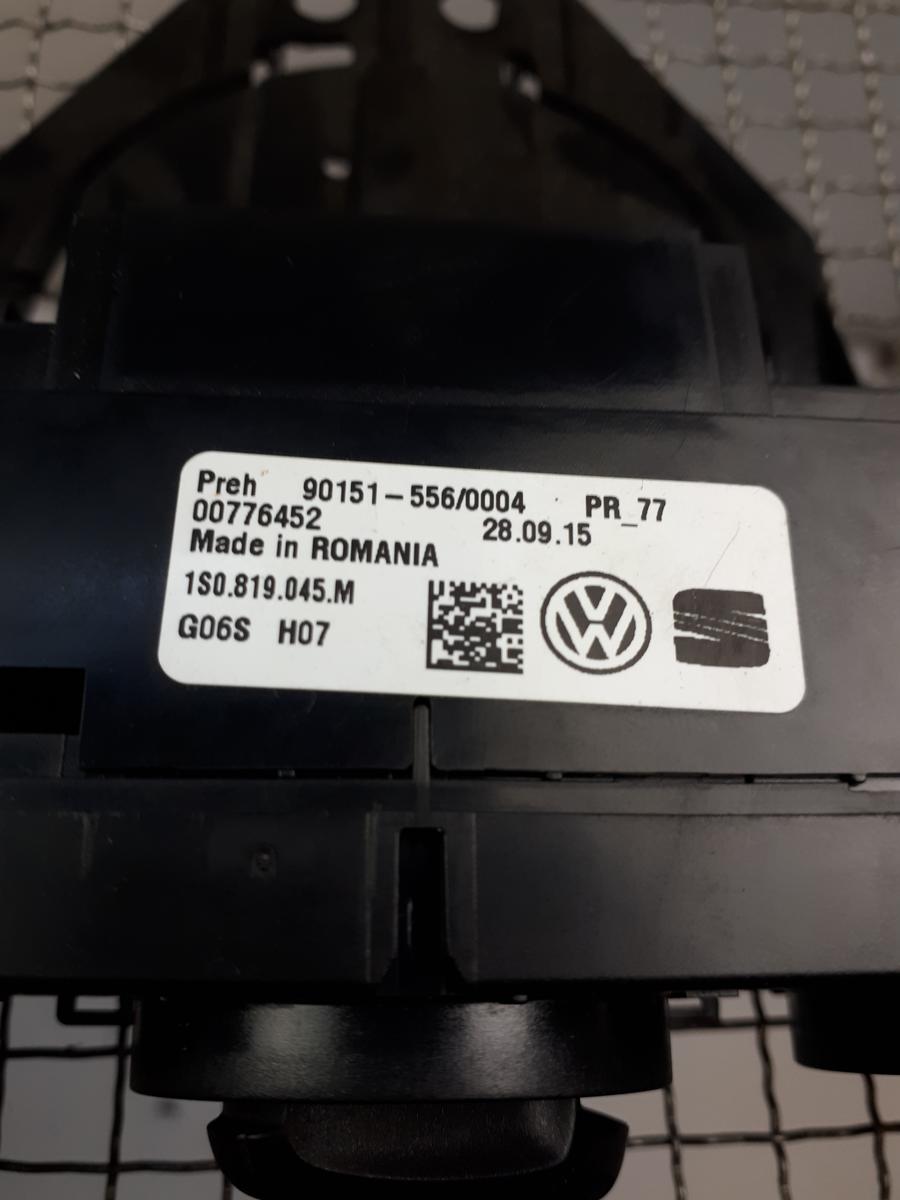 Preh 90151-556/0004 PR_77
00776452 28.09.15
Made in ROMANIA
1S0.819.045.M
G06S H07